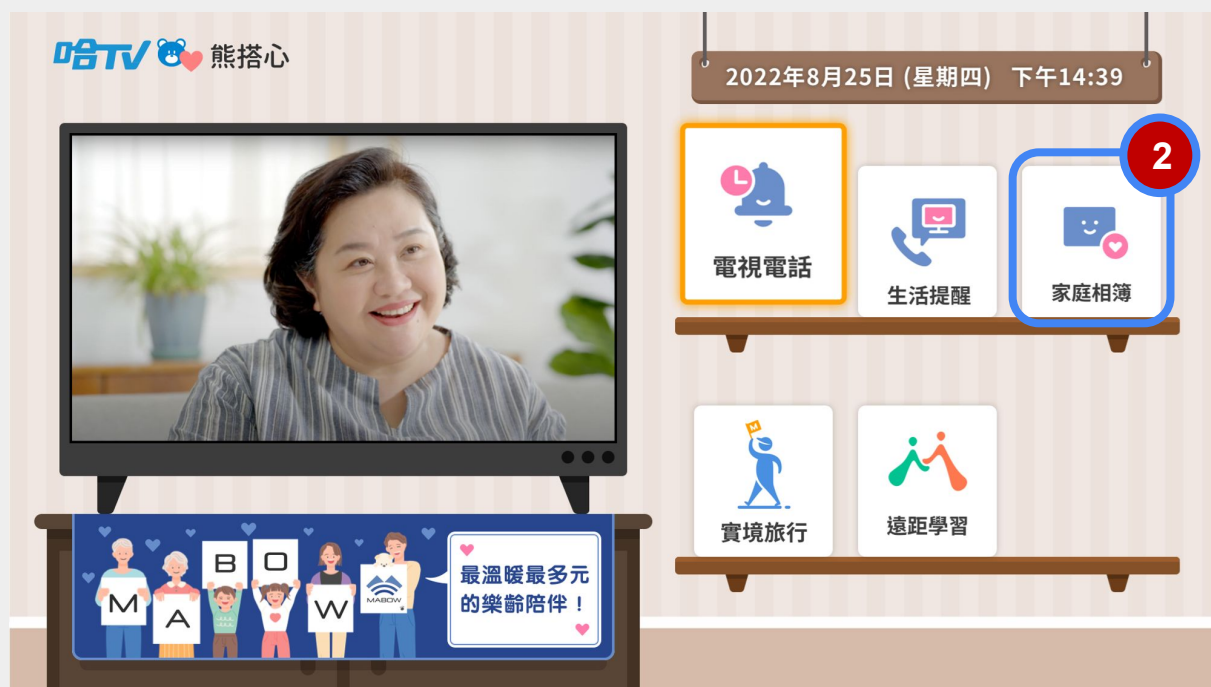 哈TV 熊搭心
2022年8月25日 (星期四) 下午14:39
2
電視電話
生活提醒
家庭相簿
實境旅行
遠距學習
M A B O W
MABOW
最溫暖最多元
的樂齡陪伴！